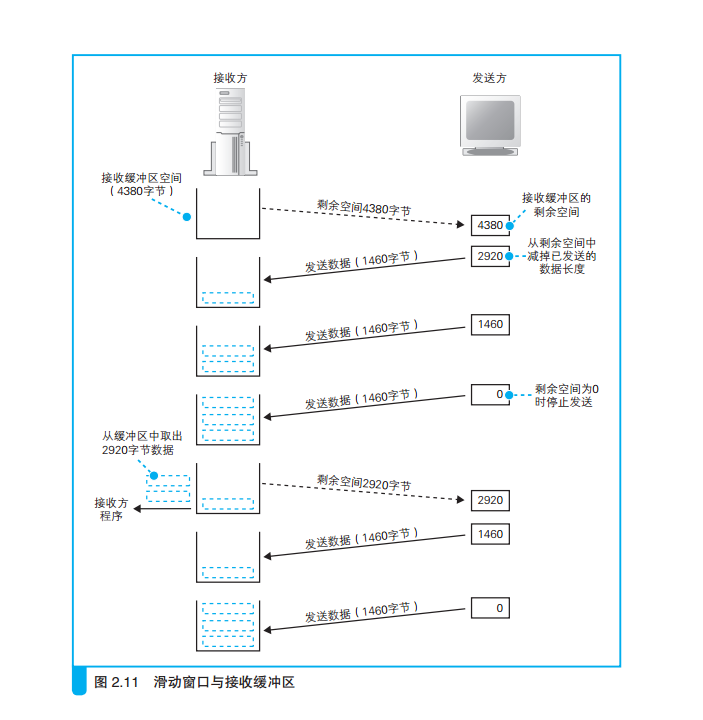 接收方
发送方
接收缓冲区空间
（4380字节）
剩余空间4380字节
接收缓冲区的
剩余空间
4380
发送数据（1460字节）
2920
从剩余空间中
减掉已发送的
数据长度
发送数据（1460字节）
1460
发送数据（1460字节）
0
剩余空间为0
时停止发送
从缓冲区中取出
2920字节数据
接收方
程序
剩余空间2920字节
2920
发送数据（1460字节）
1460
发送数据（1460字节）
0
图 2.11 滑动窗口与接收缓冲区